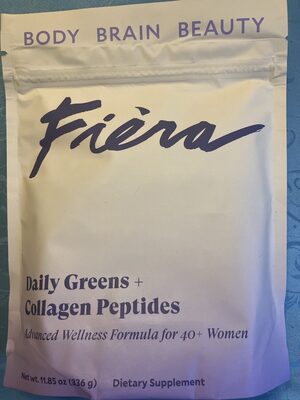 BODY BRAIN BEAUTY
Fièra
Daily Greens +
Collagen Peptides
Advanced Wellness Formula for 40+ Women
Net wt. 11.85 oz (336 g) Dietary Supplement